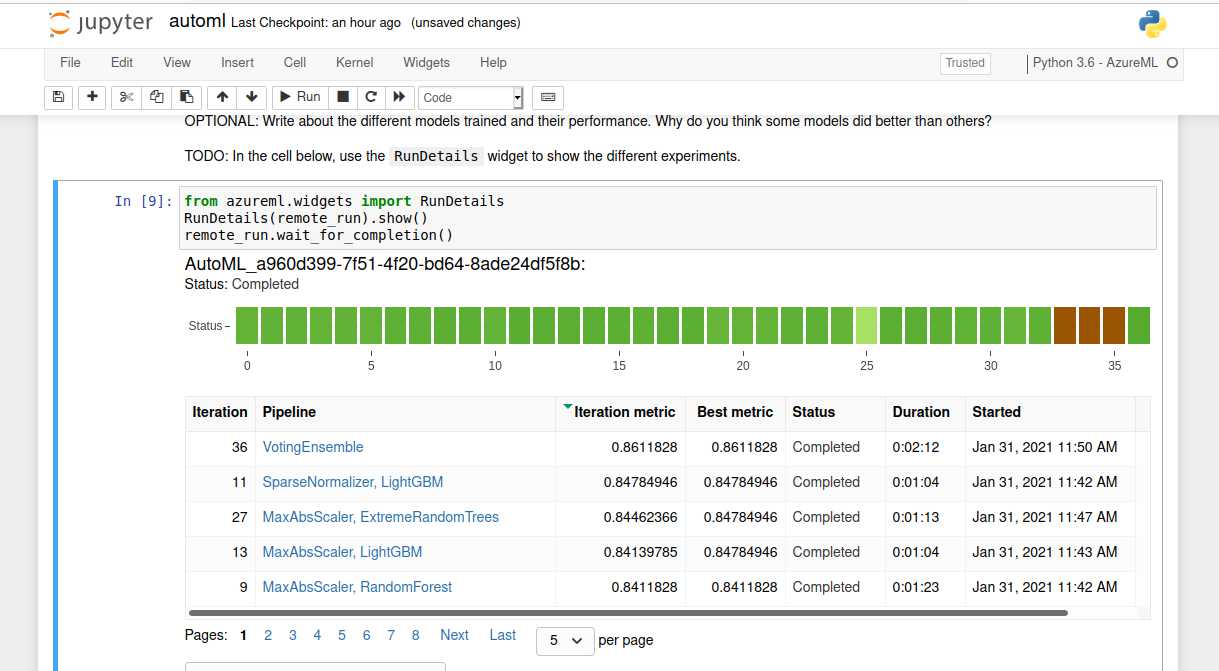 jupyter automl Last Checkpoint: an hour ago (unsaved changes)
File Edit View Insert Cell Kernel Widgets Help Trusted Python 3.6 - AzureML
Run Code
OPTIONAL: Write about the different models trained and their performance. Why do you think some models did better than others?
TODO: In the cell below, use the RunDetails widget to show the different experiments.
In [9]: from azureml.widgets import RunDetails
RunDetails(remote_run).show()
remote_run.wait_for_completion()
AutoML_a960d399-7f51-4f20-bd64-8ade24df5f8b:
Status: Completed
Status
0 5 10 15 20 25 30 35
Iteration Pipeline Iteration metric Best metric Status Duration Started
36 VotingEnsemble 0.8611828 0.8611828 Completed 0:02:12 Jan 31, 2021 11:50 AM
11 SparseNormalizer, LightGBM 0.84784946 0.84784946 Completed 0:01:04 Jan 31, 2021 11:42 AM
27 MaxAbsScaler, ExtremeRandomTrees 0.84462366 0.84784946 Completed 0:01:13 Jan 31, 2021 11:47 AM
13 MaxAbsScaler, LightGBM 0.84139785 0.84784946 Completed 0:01:04 Jan 31, 2021 11:43 AM
9 MaxAbsScaler, RandomForest 0.8411828 0.8411828 Completed 0:01:23 Jan 31, 2021 11:42 AM
Pages: 1 2 3 4 5 6 7 8 Next Last 5 per page